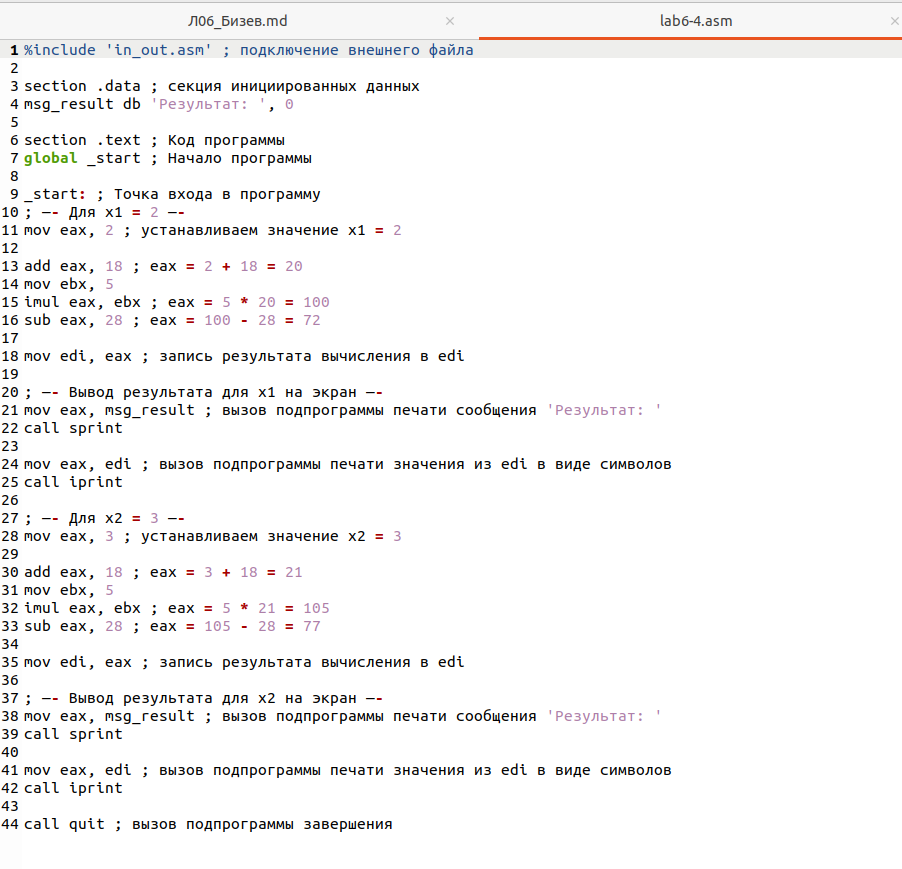 Л06_Бизев.md × lab6-4.asm ×
1 %include 'in_out.asm' ; подключение внешнего файла
2
3 section .data ; секция инициированных данных
4 msg_result db 'Результат: ', 0
5
6 section .text ; Код программы
7 global _start ; Начало программы
8
9 _start: ; Точка входа в программу
10 ; —- Для x1 = 2 —-
11 mov eax, 2 ; устанавливаем значение x1 = 2
12
13 add eax, 18 ; eax = 2 + 18 = 20
14 mov ebx, 5
15 imul eax, ebx ; eax = 5 * 20 = 100
16 sub eax, 28 ; eax = 100 - 28 = 72
17
18 mov edi, eax ; запись результата вычисления в edi
19
20 ; —- Вывод результата для x1 на экран —-
21 mov eax, msg_result ; вызов подпрограммы печати сообщения 'Результат: '
22 call sprint
23
24 mov eax, edi ; вызов подпрограммы печати значения из edi в виде символов
25 call iprint
26
27 ; —- Для x2 = 3 —-
28 mov eax, 3 ; устанавливаем значение x2 = 3
29
30 add eax, 18 ; eax = 3 + 18 = 21
31 mov ebx, 5
32 imul eax, ebx ; eax = 5 * 21 = 105
33 sub eax, 28 ; eax = 105 - 28 = 77
34
35 mov edi, eax ; запись результата вычисления в edi
36
37 ; —- Вывод результата для x2 на экран —-
38 mov eax, msg_result ; вызов подпрограммы печати сообщения 'Результат: '
39 call sprint
40
41 mov eax, edi ; вызов подпрограммы печати значения из edi в виде символов
42 call iprint
43
44 call quit ; вызов подпрограммы завершения